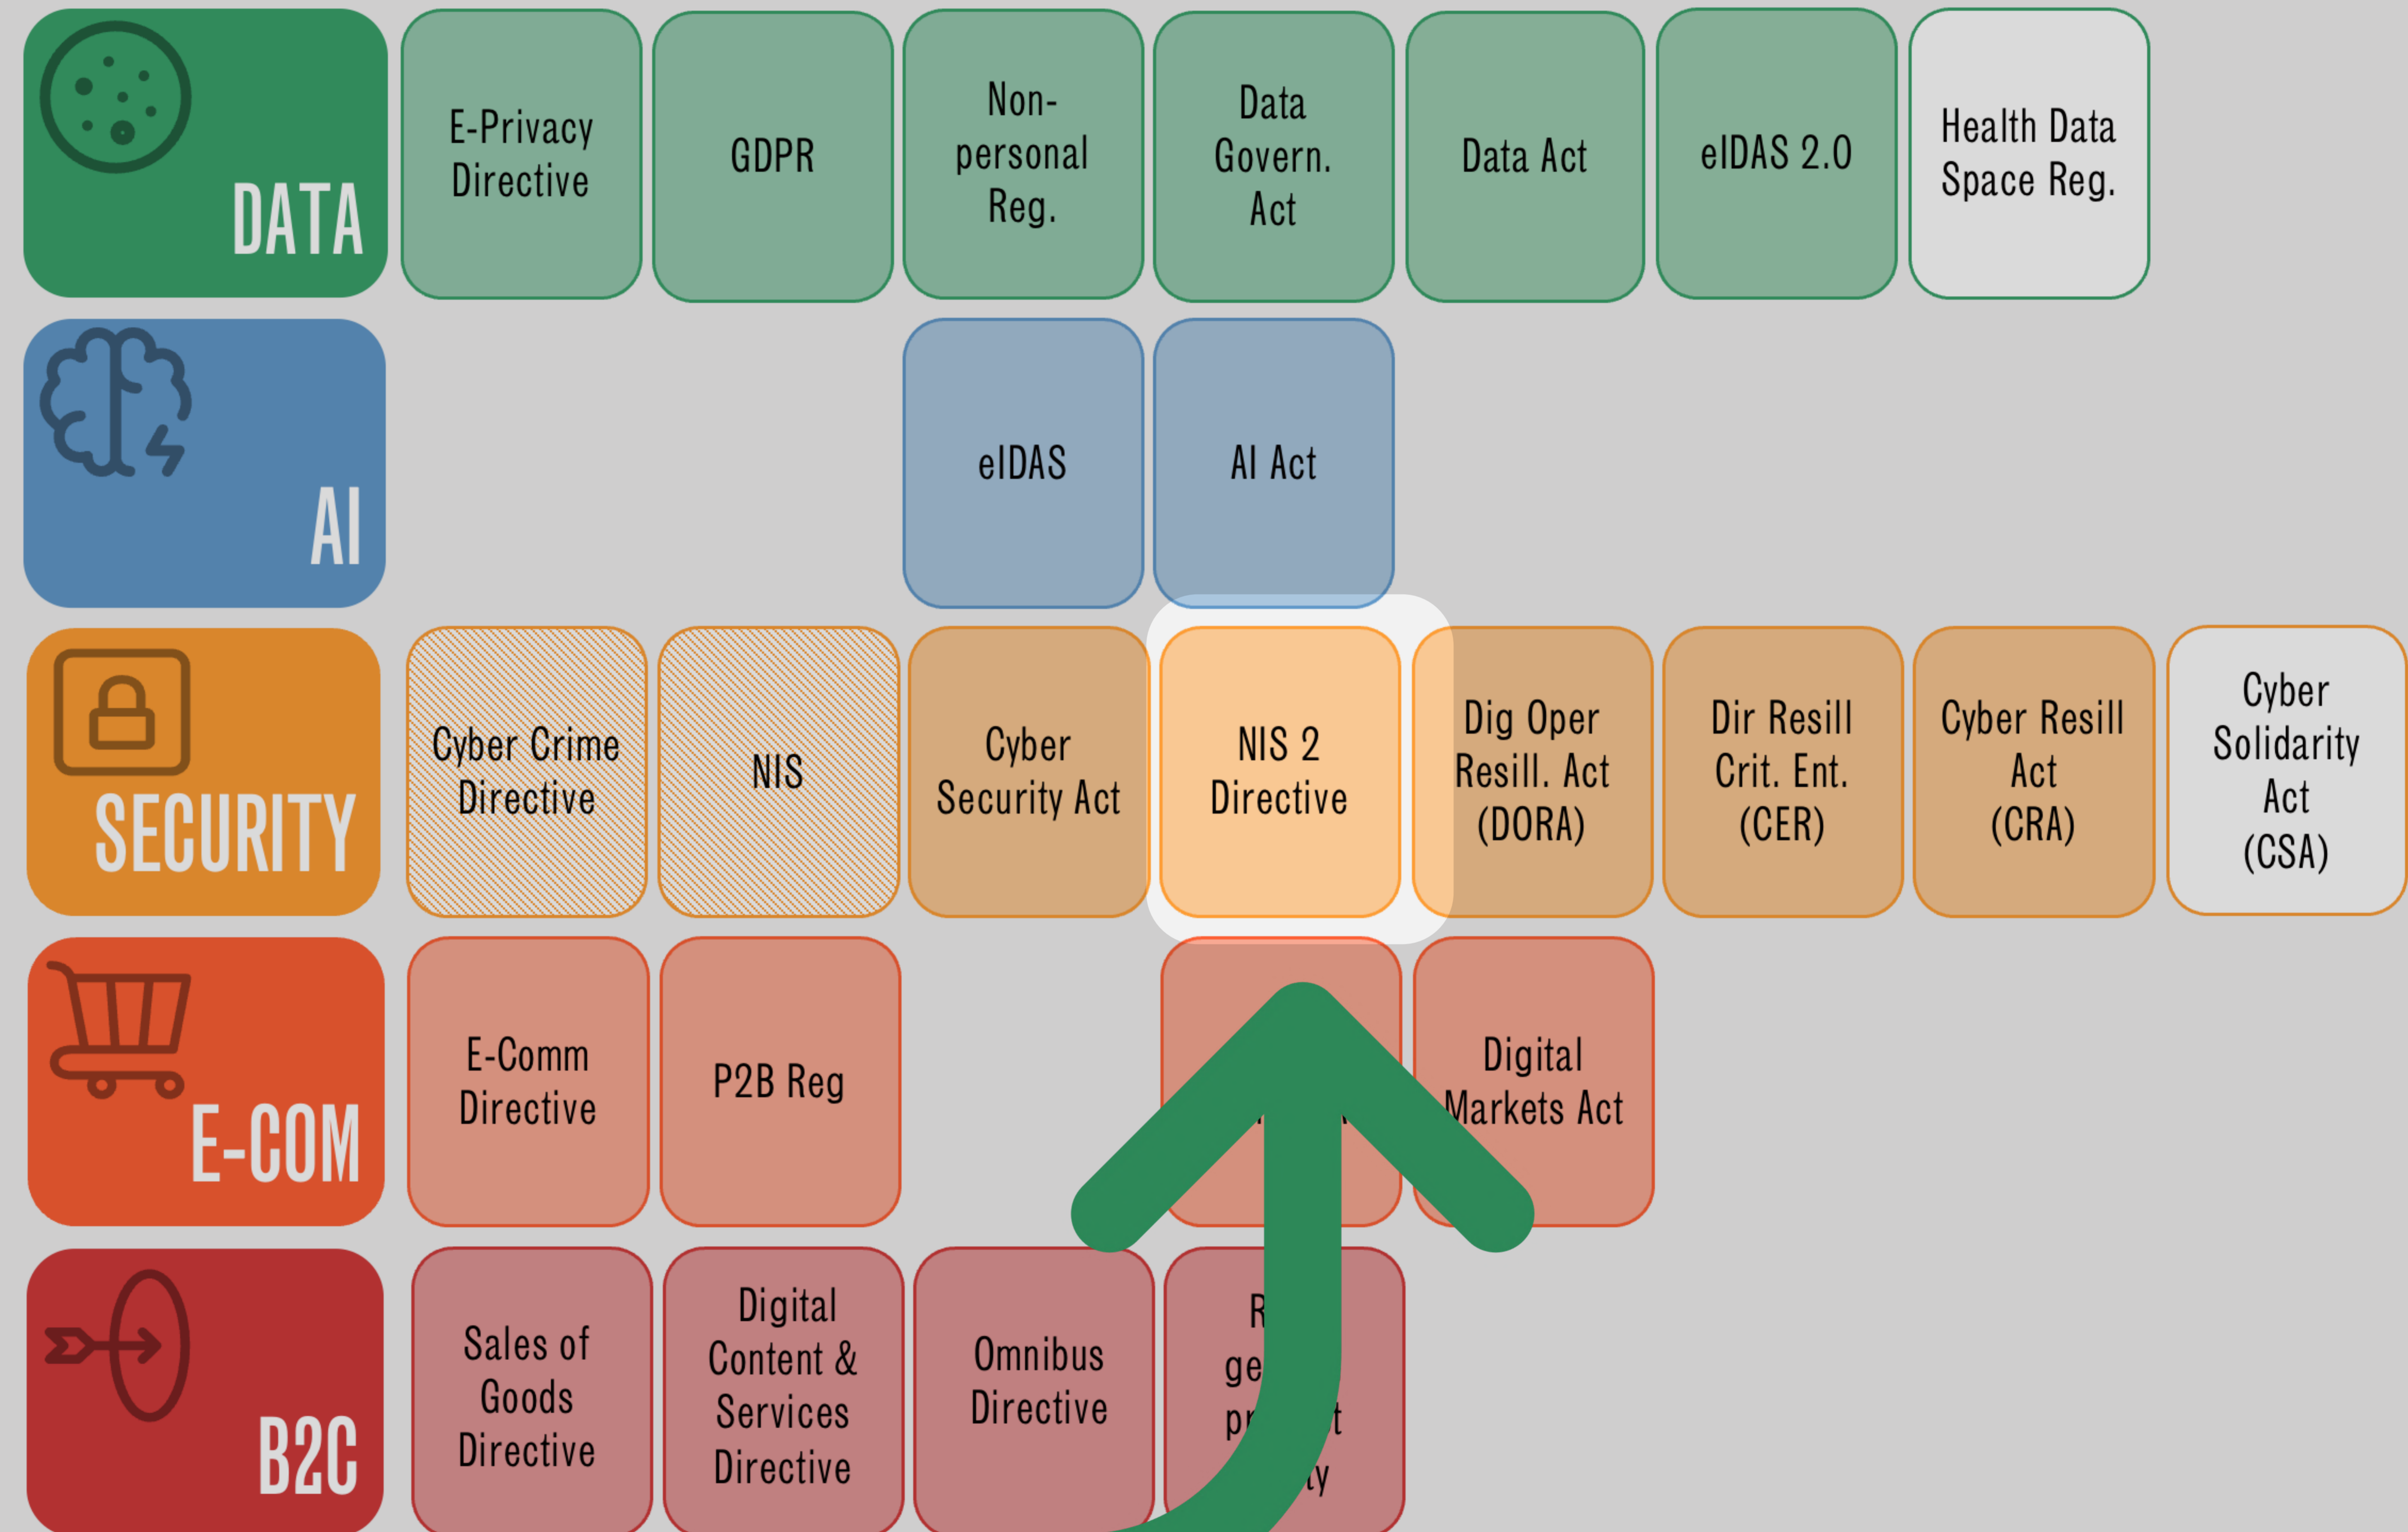 DATA
E-Privacy
Directive
GDPR
Non-
personal
Reg.
Data
Govern.
Act
Data Act
eIDAS 2.0
Health Data
Space Reg.
AI
eIDAS
AI Act
SECURITY
Cyber Crime
Directive
NIS
Cyber
Security Act
NIS 2
Directive
Dig Oper
Resill. Act
(DORA)
Dir Resill
Crit. Ent.
(CER)
Cyber Resill
Act
(CRA)
Cyber
Solidarity
Act
(CSA)
E-COM
E-Comm
Directive
P2B Reg
Digital
Markets Act
B2C
Sales of
Goods
Directive
Digital
Content &
Services
Directive
Omnibus
Directive